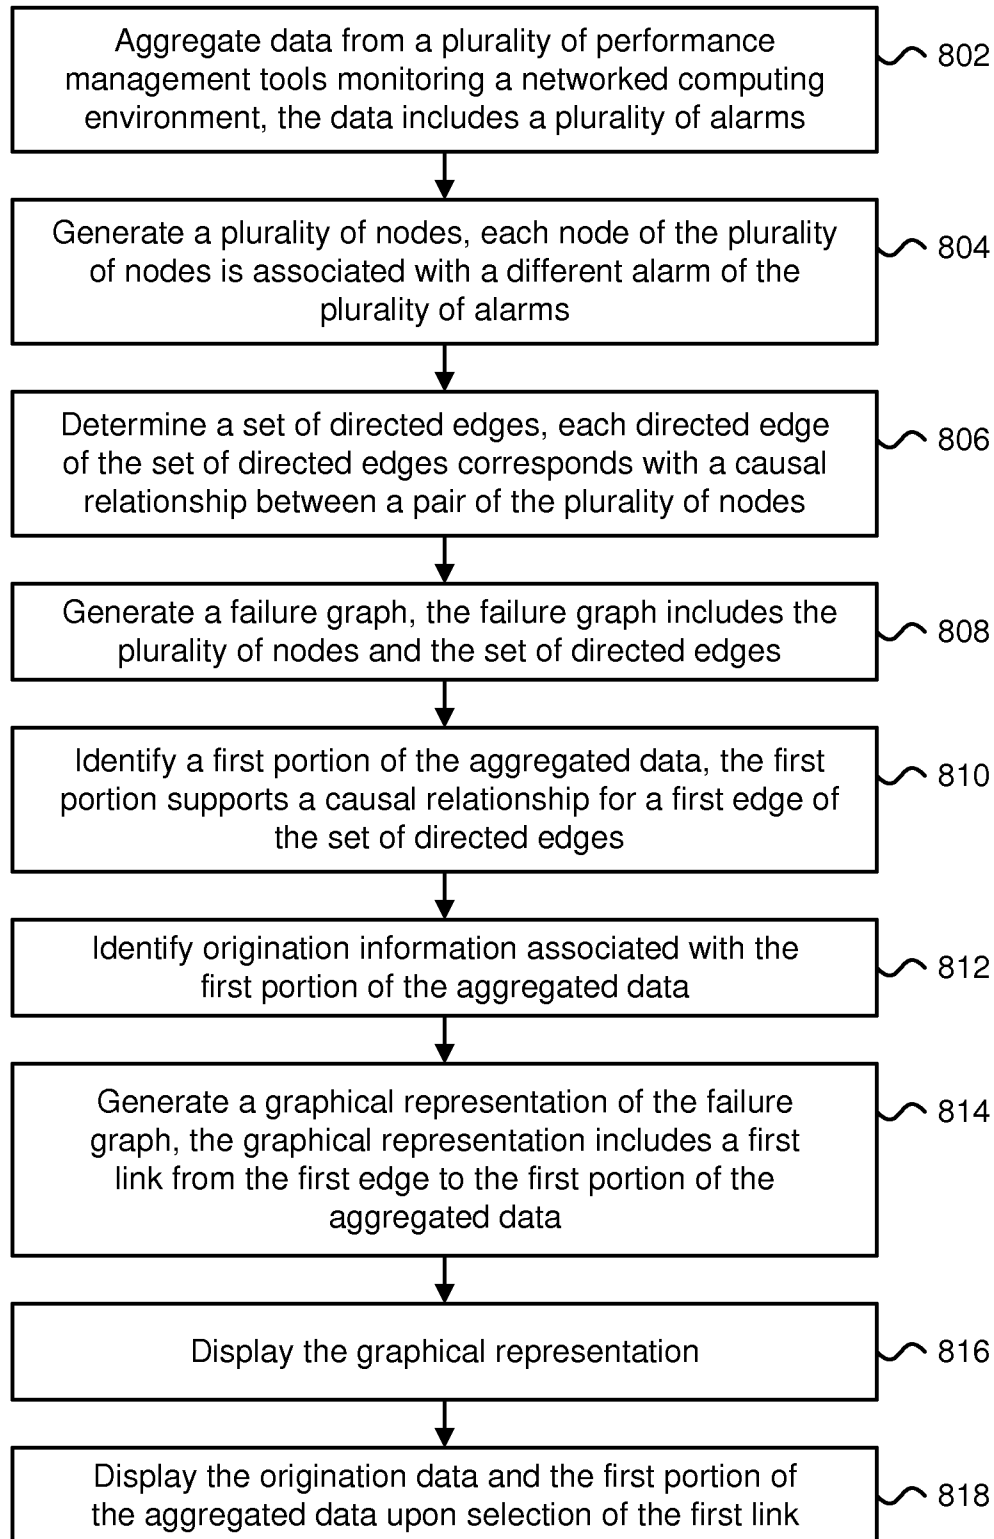 Aggregate data from a plurality of performance
management tools monitoring a networked computing
environment, the data includes a plurality of alarms
802
Generate a plurality of nodes, each node of the plurality
of nodes is associated with a different alarm of the
plurality of alarms
804
Determine a set of directed edges, each directed edge
of the set of directed edges corresponds with a causal
relationship between a pair of the plurality of nodes
806
Generate a failure graph, the failure graph includes the
plurality of nodes and the set of directed edges
808
Identify a first portion of the aggregated data, the first
portion supports a causal relationship for a first edge of
the set of directed edges
810
Identify origination information associated with the
first portion of the aggregated data
812
Generate a graphical representation of the failure
graph, the graphical representation includes a first
link from the first edge to the first portion of the
aggregated data
814
Display the graphical representation
816
Display the origination data and the first portion of
the aggregated data upon selection of the first link
818